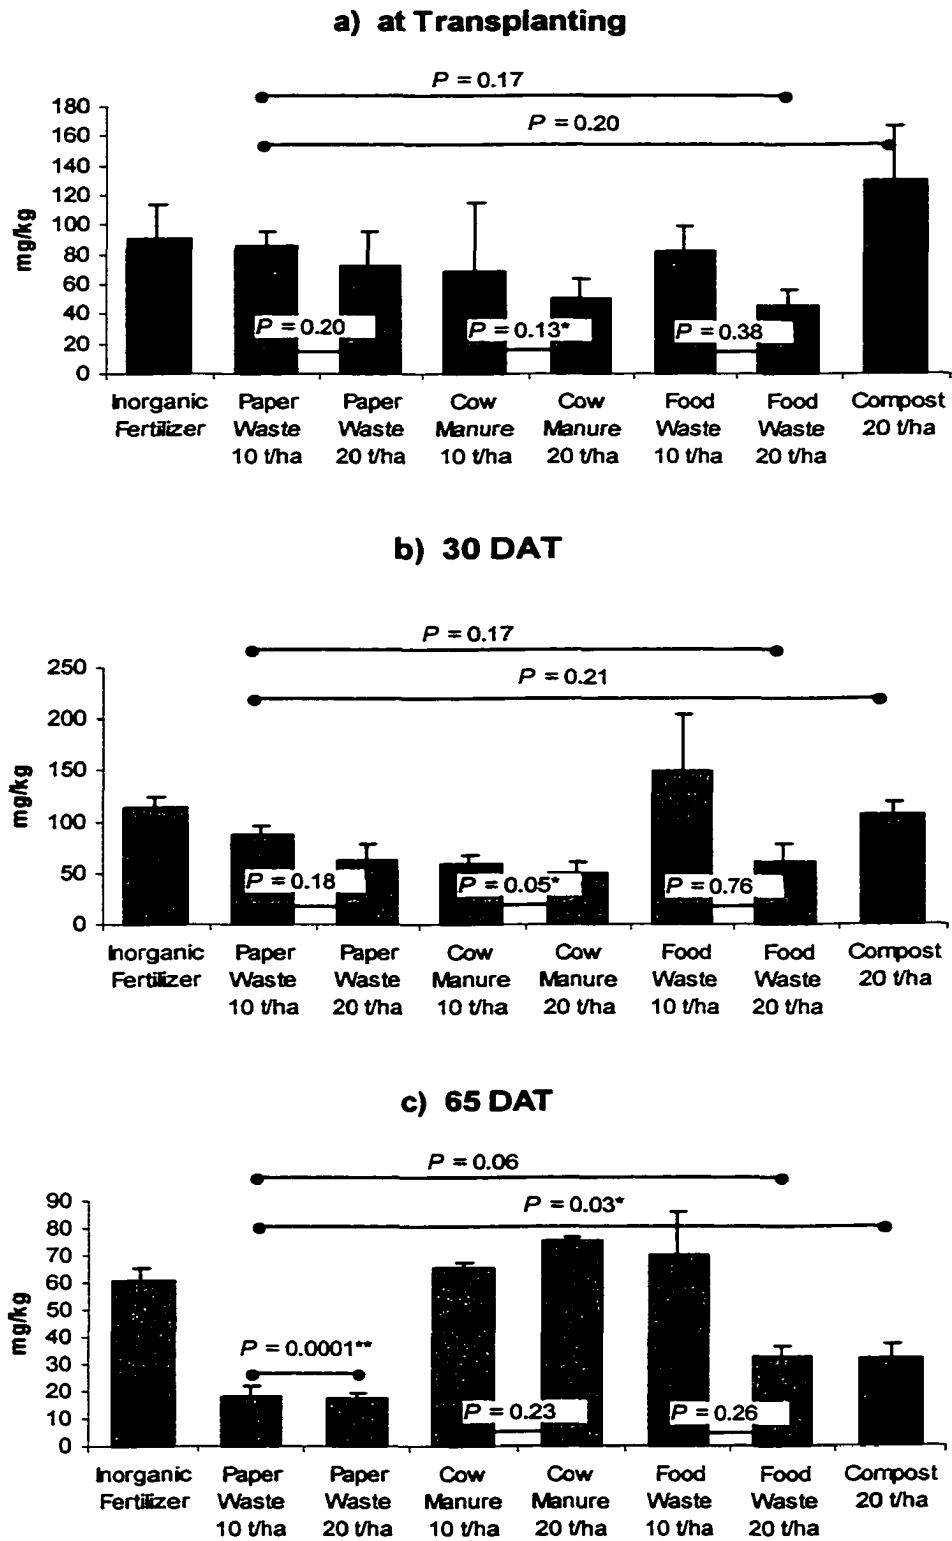 a) at Transplanting
P = 0.17
P = 0.20
180
160
140
120
100
80
60
40
20
0
mg/kg
P = 0.20
P = 0.13*
P = 0.38
Inorganic Fertilizer
Paper Waste 10 t/ha
Paper Waste 20 t/ha
Cow Manure 10 t/ha
Cow Manure 20 t/ha
Food Waste 10 t/ha
Food Waste 20 t/ha
Compost 20 t/ha
b) 30 DAT
P = 0.17
P = 0.21
250
200
150
100
50
0
mg/kg
P = 0.18
P = 0.05*
P = 0.76
Inorganic Fertilizer
Paper Waste 10 t/ha
Paper Waste 20 t/ha
Cow Manure 10 t/ha
Cow Manure 20 t/ha
Food Waste 10 t/ha
Food Waste 20 t/ha
Compost 20 t/ha
c) 65 DAT
P = 0.06
P = 0.03*
90
80
70
60
50
40
30
20
10
0
mg/kg
P = 0.0001**
P = 0.23
P = 0.26
Inorganic Fertilizer
Paper Waste 10 t/ha
Paper Waste 20 t/ha
Cow Manure 10 t/ha
Cow Manure 20 t/ha
Food Waste 10 t/ha
Food Waste 20 t/ha
Compost 20 t/ha